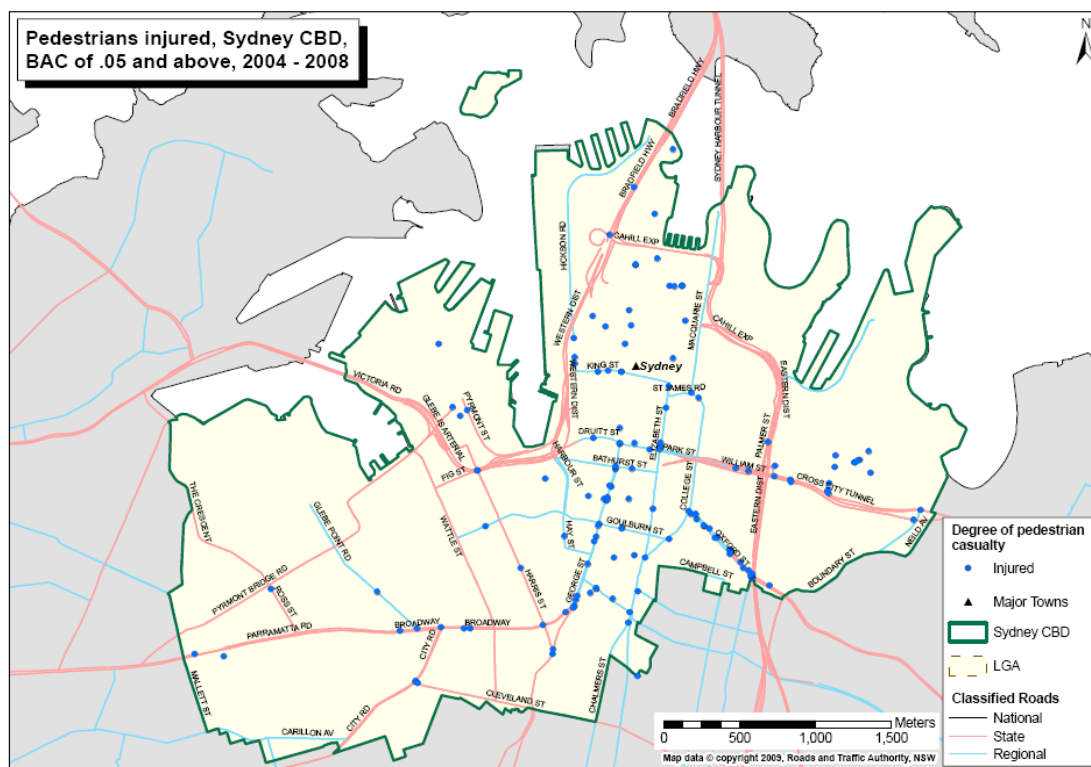 Pedestrians injured, Sydney CBD,
BAC of .05 and above, 2004 - 2008
N
BRADFIELD HWY
SYDNEY HARBOUR TUNNEL
BRADFIELD HWY
HICKSON RD
CAHILL EXP
WESTERN DIST
MACQUARIE ST
CAHILL EXP
VICTORIA RD
WESTERN DIST
KING ST
Sydney
EASTERN DIST
ST JAMES RD
GLEBE IS ARTERIAL
PYRMONT ST
ELIZABETH ST
DRUITT ST
PARK ST
PALMER ST
HARBOUR ST
BATHURST ST
WILLIAM ST
FIG ST
COLLEGE ST
CROSS CITY TUNNEL
THE CRESCENT
GLEBE POINT RD
WATTLE ST
HAY ST
GOULBURN ST
EASTERN DIST
OXFORD ST
NEILD AV
PYRMONT BRIDGE RD
ROSS ST
HARRIS ST
GEORGE ST
CAMPBELL ST
BOUNDARY ST
PARRAMATTA RD
BROADWAY
BROADWAY
CITY RD
MALLETT ST
CLEVELAND ST
CHALMERS ST
CITY RD
CARILLON AV
Degree of pedestrian
casualty
Injured
Major Towns
Sydney CBD
LGA
Classified Roads
National
State
Regional
Meters
0 500 1,000 1,500
Map data © copyright 2009, Roads and Traffic Authority, NSW